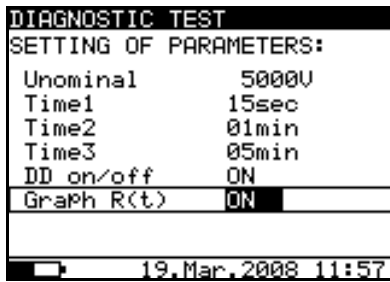 DIAGNOSTIC TEST
SETTING OF PARAMETERS:
Unominal 5000V
Time1 15sec
Time2 01min
Time3 05min
DD on/off ON
Graph R(t) ON
19.Mar.2008 11:57